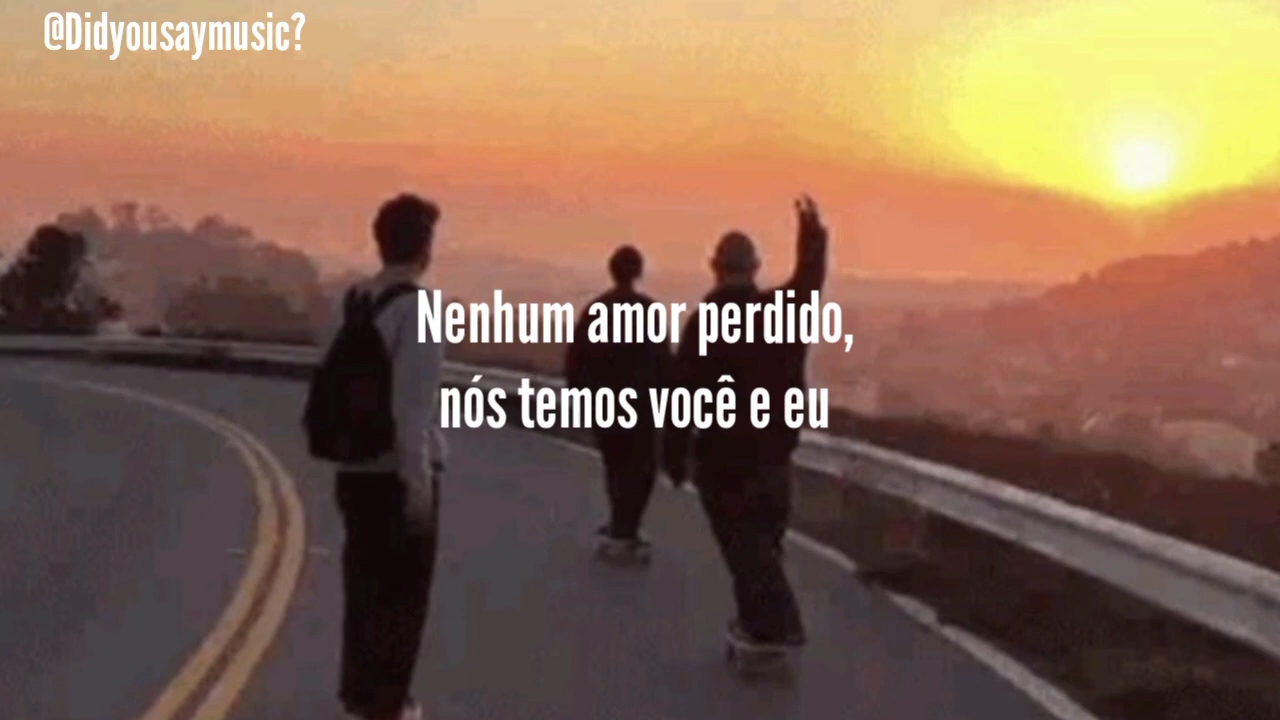 @Didyousaymusic?
Nenhum amor perdido,
nós temos você e eu